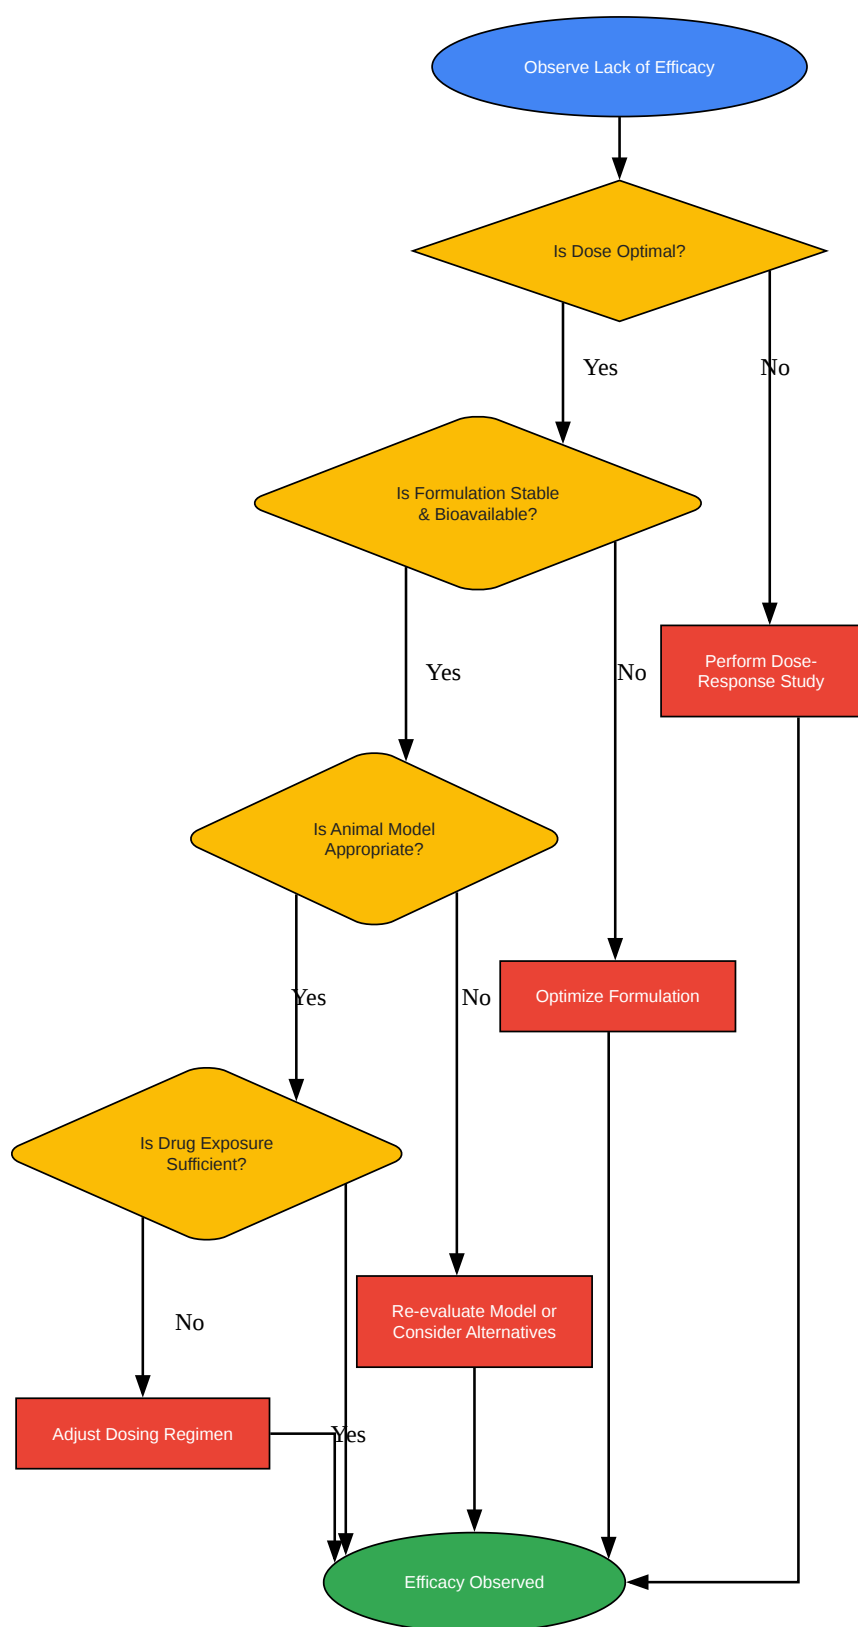 Observe Lack of Efficacy
Is Dose Optimal?
Yes
No
Is Formulation Stable
& Bioavailable?
Perform Dose-
Response Study
Yes
No
Is Animal Model
Appropriate?
Optimize Formulation
Yes
No
Is Drug Exposure
Sufficient?
Re-evaluate Model or
Consider Alternatives
No
Adjust Dosing Regimen
Yes
Efficacy Observed